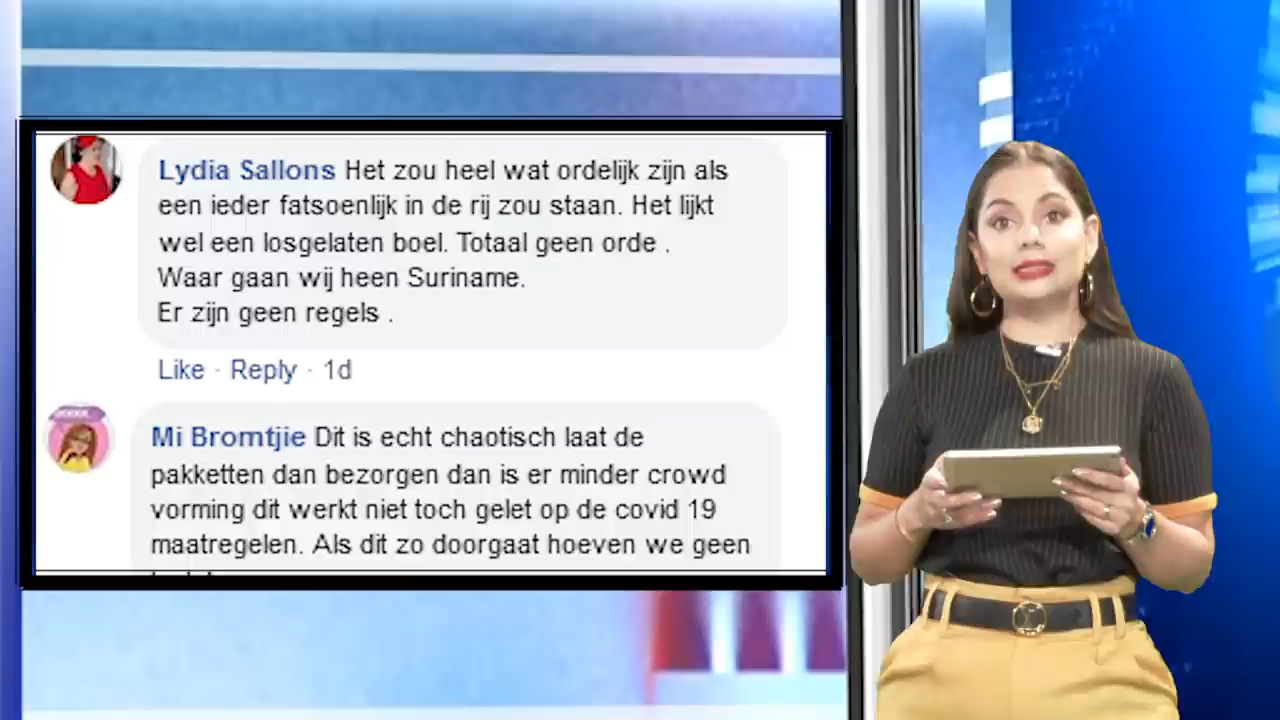 Lydia Sallons Het zou heel wat ordelijk zijn als
een ieder fatsoenlijk in de rij zou staan. Het lijkt
wel een losgelaten boel. Totaal geen orde .
Waar gaan wij heen Suriname.
Er zijn geen regels .
Like · Reply · 1d
Mi Bromtjie Dit is echt chaotisch laat de
pakketten dan bezorgen dan is er minder crowd
vorming dit werkt niet toch gelet op de covid 19
maatregelen. Als dit zo doorgaat hoeven we geen